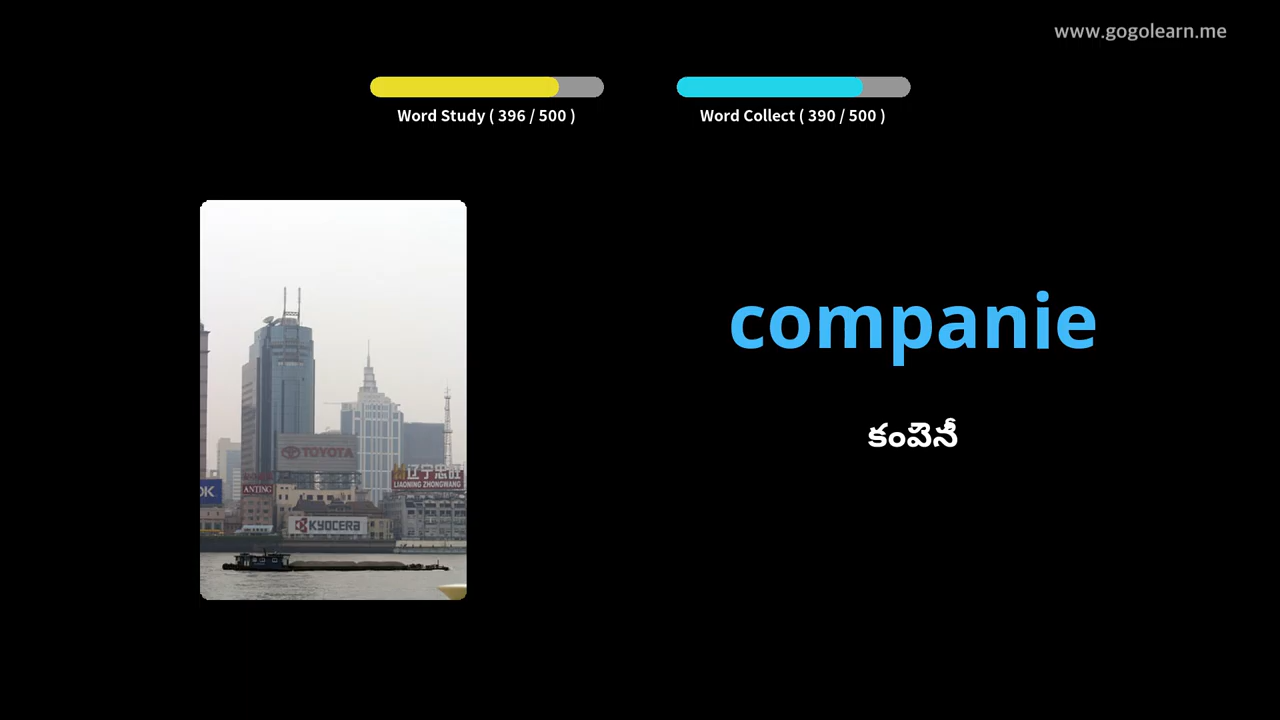 www.gogolearn.me
Word Study ( 396 / 500 )
Word Collect ( 390 / 500 )
companie
కంపెనీ
TOYOTA
辽宁忠旺
LIAONING ZHONGWANG
OK
ANTING
KYOCERA